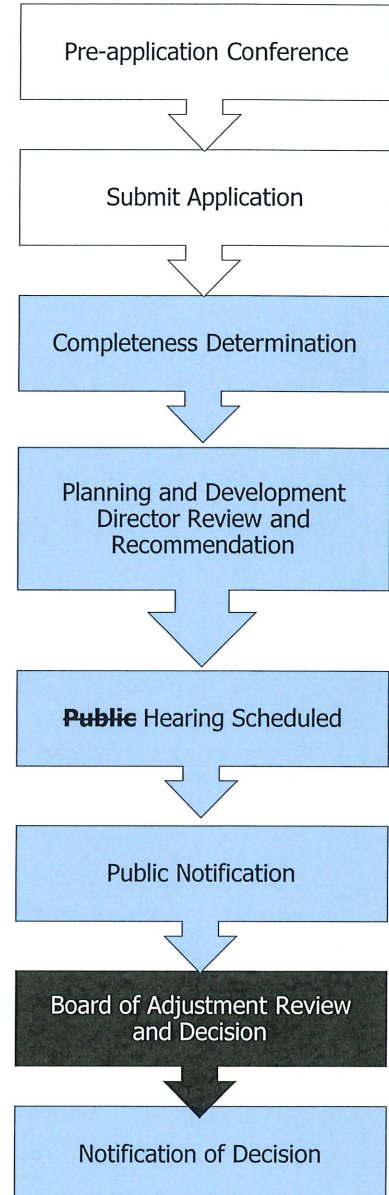 Pre-application Conference
Submit Application
Completeness Determination
Planning and Development
Director Review and
Recommendation
Public Hearing Scheduled
Public Notification
Board of Adjustment Review
and Decision
Notification of Decision